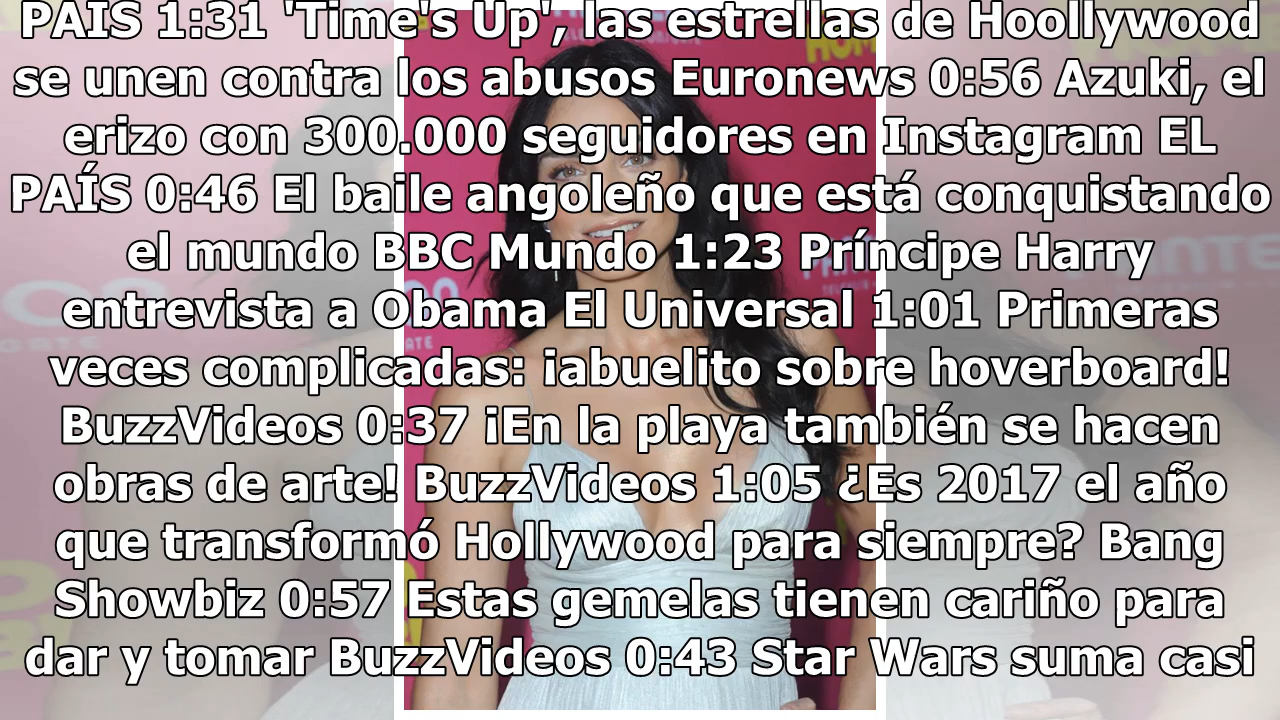 PAÍS 1:31 'Time's Up', las estrellas de Hoollywood
se unen contra los abusos Euronews 0:56 Azuki, el
erizo con 300.000 seguidores en Instagram EL
PAÍS 0:46 El baile angoleño que está conquistando
el mundo BBC Mundo 1:23 Príncipe Harry
entrevista a Obama El Universal 1:01 Primeras
veces complicadas: ¡abuelito sobre hoverboard!
BuzzVideos 0:37 ¡En la playa también se hacen
obras de arte! BuzzVideos 1:05 ¿Es 2017 el año
que transformó Hollywood para siempre? Bang
Showbiz 0:57 Estas gemelas tienen cariño para
dar y tomar BuzzVideos 0:43 Star Wars suma casi